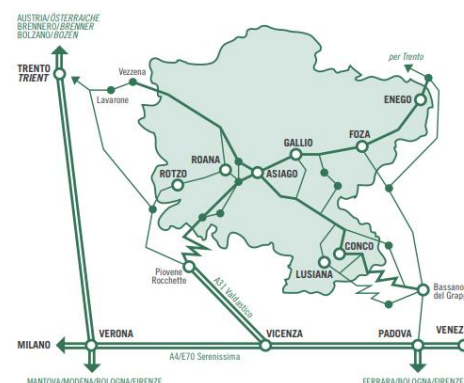 AUSTRIA/ÖSTERRAICHE
BRENNERO/BRENNER
BOLZANO/BOZEN
TRENTO
TRIENT
Vezzena
Lavarone
per Trento
ENEGO
FOZA
GALLIO
ROANA
ASIAGO
ROTZO
CONCO
LUSIANA
Piovene
Rocchette
A31 Valdastico
Bassano
del Grap
MILANO
VERONA
VICENZA
PADOVA
VENEZ
A4/E70 Serenissima
MANTOVA/MODENA/BOLOGNA/FIRENZE
FERRARA/BOLOGNA/FIRENZE